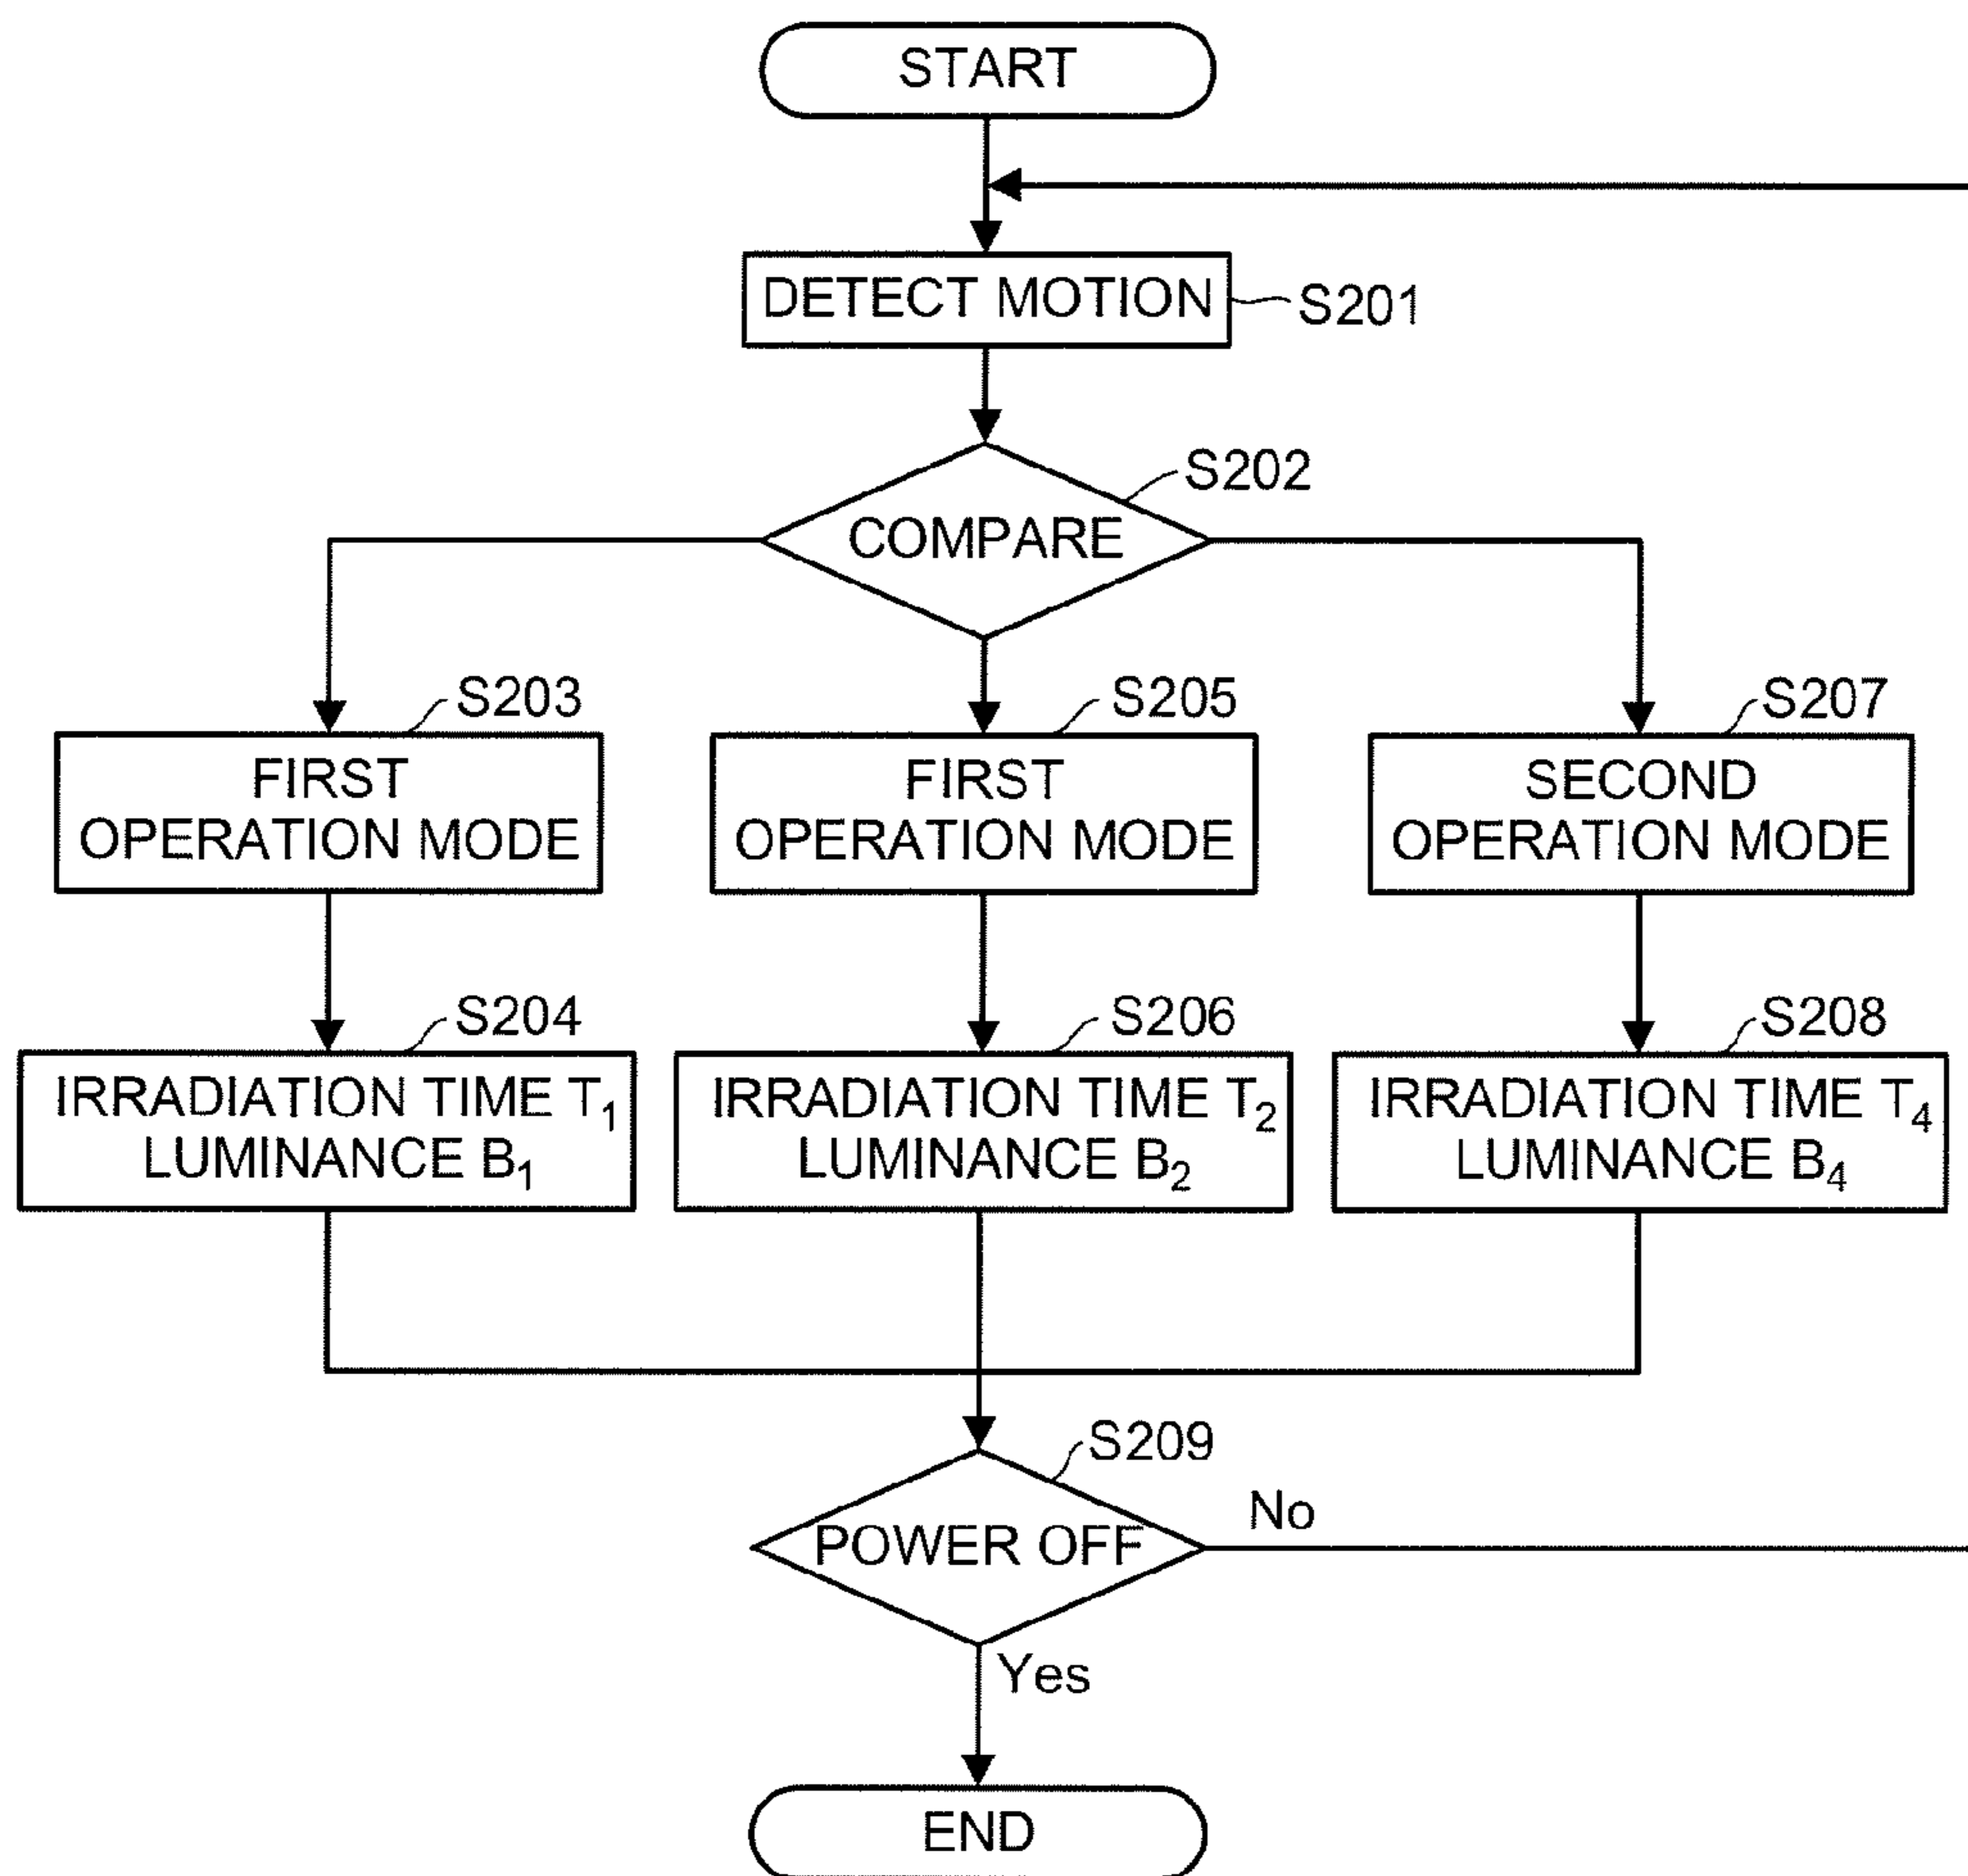 START
DETECT MOTION
S201
S202
COMPARE
S203
S205
S207
FIRST
OPERATION MODE
FIRST
OPERATION MODE
SECOND
OPERATION MODE
S204
S206
S208
IRRADIATION TIME T₁
LUMINANCE B₁
IRRADIATION TIME T₂
LUMINANCE B₂
IRRADIATION TIME T₄
LUMINANCE B₄
S209
POWER OFF
No
Yes
END